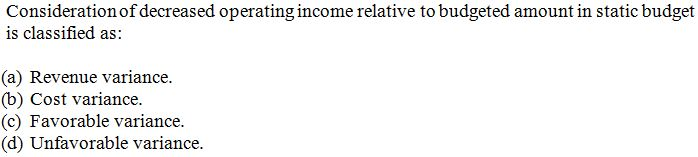 Consideration of decreased operating income relative to budgeted amount in static budget
is classified as:
(a) Revenue variance.
(b) Cost variance.
(c) Favorable variance.
(d) Unfavorable variance.